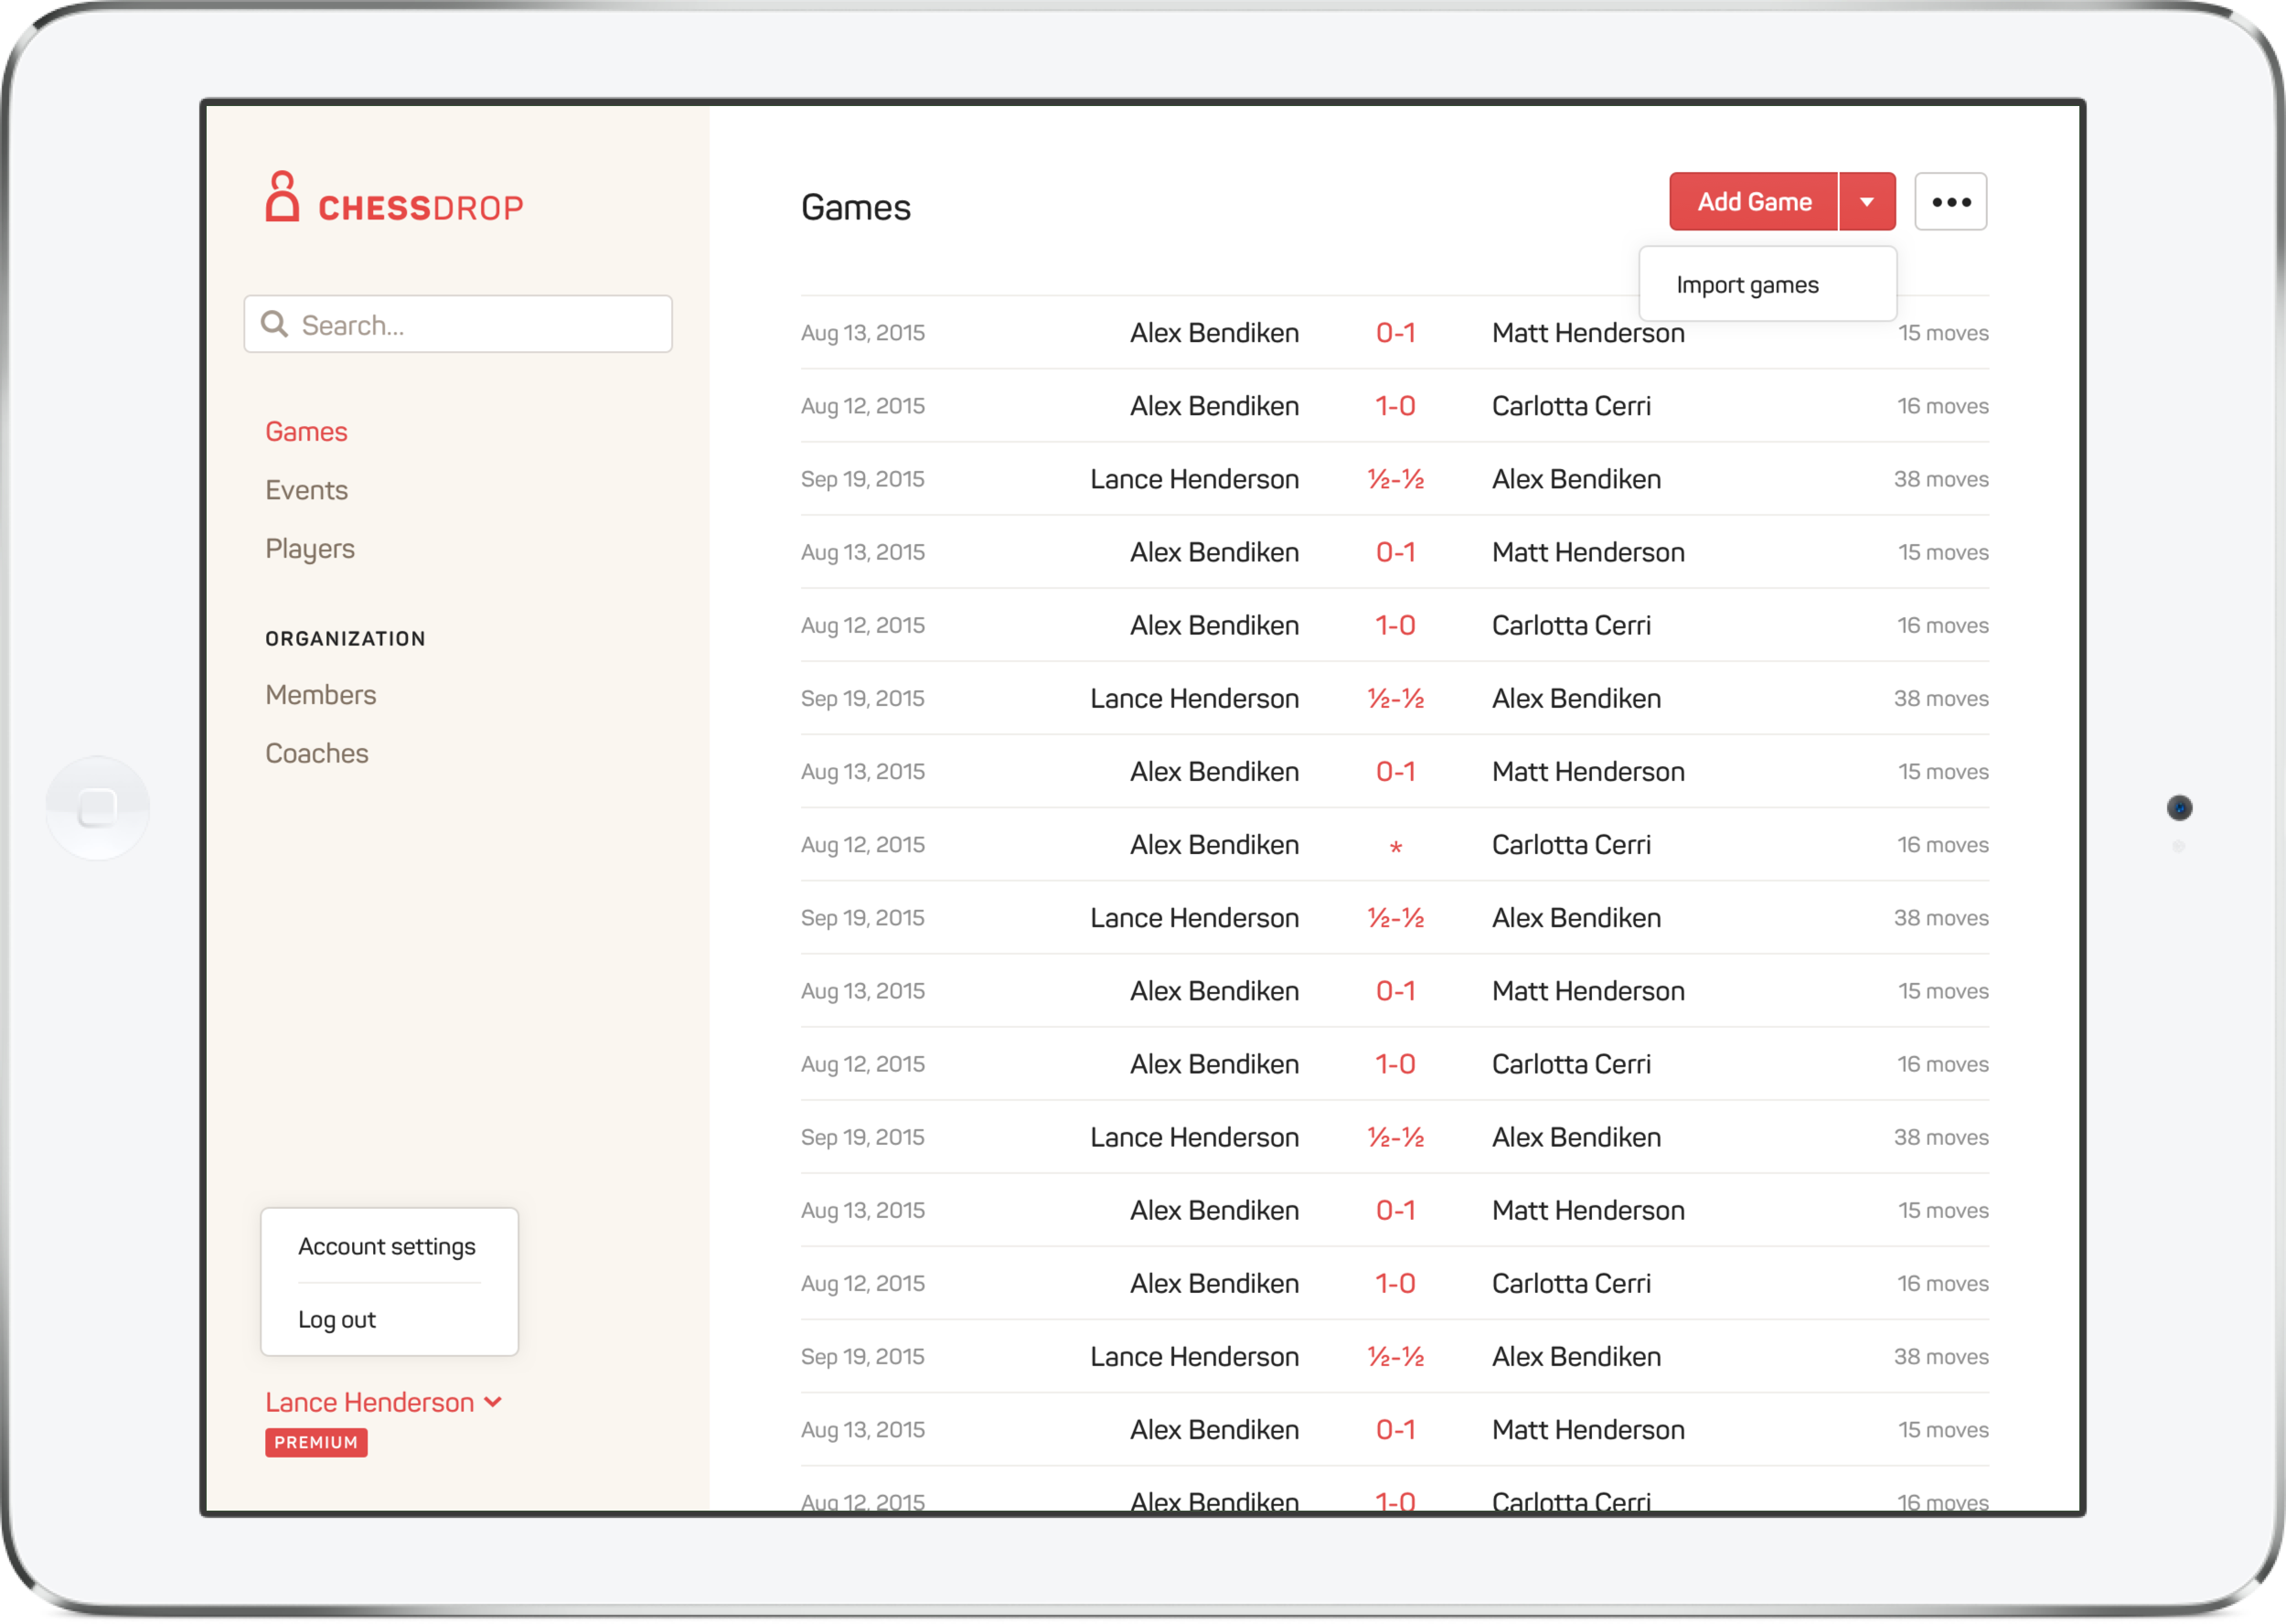 CHESSDROP
Search...
Games
Events
Players
ORGANIZATION
Members
Coaches
Account settings
Log out
Lance Henderson
PREMIUM
Games
Add Game
Import games
Aug 13, 2015 Alex Bendiken 0-1 Matt Henderson 15 moves
Aug 12, 2015 Alex Bendiken 1-0 Carlotta Cerri 16 moves
Sep 19, 2015 Lance Henderson ½-½ Alex Bendiken 38 moves
Aug 13, 2015 Alex Bendiken 0-1 Matt Henderson 15 moves
Aug 12, 2015 Alex Bendiken 1-0 Carlotta Cerri 16 moves
Sep 19, 2015 Lance Henderson ½-½ Alex Bendiken 38 moves
Aug 13, 2015 Alex Bendiken 0-1 Matt Henderson 15 moves
Aug 12, 2015 Alex Bendiken * Carlotta Cerri 16 moves
Sep 19, 2015 Lance Henderson ½-½ Alex Bendiken 38 moves
Aug 13, 2015 Alex Bendiken 0-1 Matt Henderson 15 moves
Aug 12, 2015 Alex Bendiken 1-0 Carlotta Cerri 16 moves
Sep 19, 2015 Lance Henderson ½-½ Alex Bendiken 38 moves
Aug 13, 2015 Alex Bendiken 0-1 Matt Henderson 15 moves
Aug 12, 2015 Alex Bendiken 1-0 Carlotta Cerri 16 moves
Sep 19, 2015 Lance Henderson ½-½ Alex Bendiken 38 moves
Aug 13, 2015 Alex Bendiken 0-1 Matt Henderson 15 moves
Aug 12, 2015 Alex Bendiken 1-0 Carlotta Cerri 16 moves